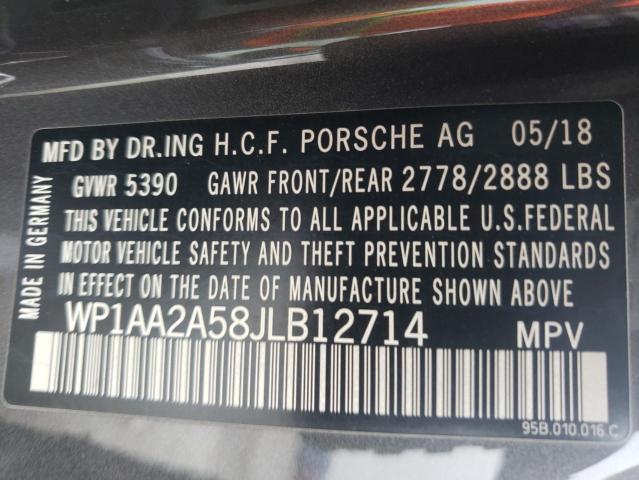 MFD BY DR.ING H.C.F. PORSCHE AG 05/18
GVWR 5390 GAWR FRONT/REAR 2778/2888 LBS
THIS VEHICLE CONFORMS TO ALL APPLICABLE U.S.FEDERAL
MOTOR VEHICLE SAFETY AND THEFT PREVENTION STANDARDS
IN EFFECT ON THE DATE OF MANUFACTURE SHOWN ABOVE.
WP1AA2A58JLB12714 MPV
95B.010.016 C
MADE IN GERMANY